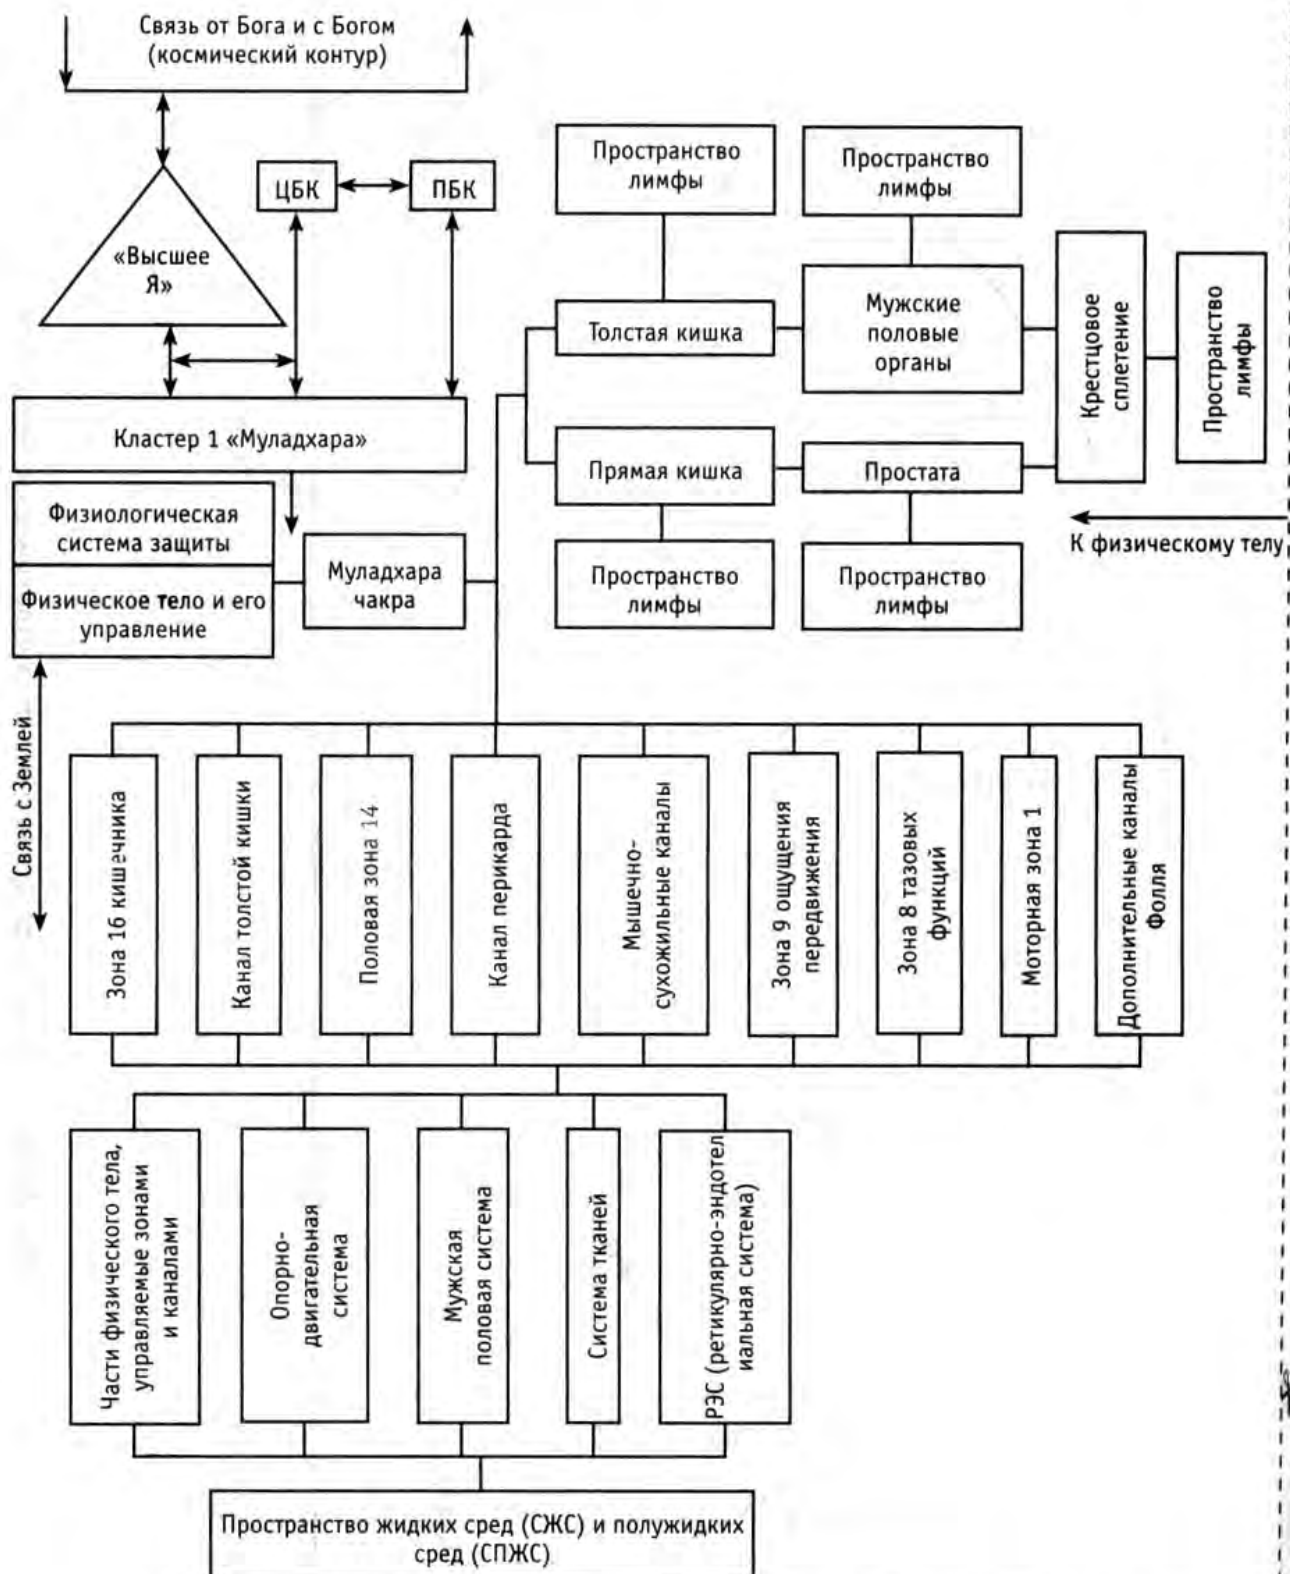 Связь от Бога и с Богом
(космический контур)
ЦБК
ПБК
«Высшее
Я»
Кластер 1 «Муладхара»
Физиологическая
система защиты
Физическое тело и его
управление
Муладхара
чакра
Связь с Землей
Пространство
лимфы
Пространство
лимфы
Толстая кишка
Мужские
половые
органы
Крестцовое
сплетение
Пространство
лимфы
Прямая кишка
Простата
Пространство
лимфы
Пространство
лимфы
К физическому телу
Зона 16 кишечника
Канал толстой кишки
Половая зона 14
Канал перикарда
Мышечно-
сухожильные каналы
Зона 9 ощущения
передвижения
Зона 8 тазовых
функций
Моторная зона 1
Дополнительные каналы
Фолля
Части физического тела,
управляемые зонами
и каналами
Опорно-
двигательная
система
Мужская
половая система
Система тканей
РЭС (ретикулярно-эндотел
иальная система)
Пространство жидких сред (СЖС) и полужидких
сред (СПЖС)